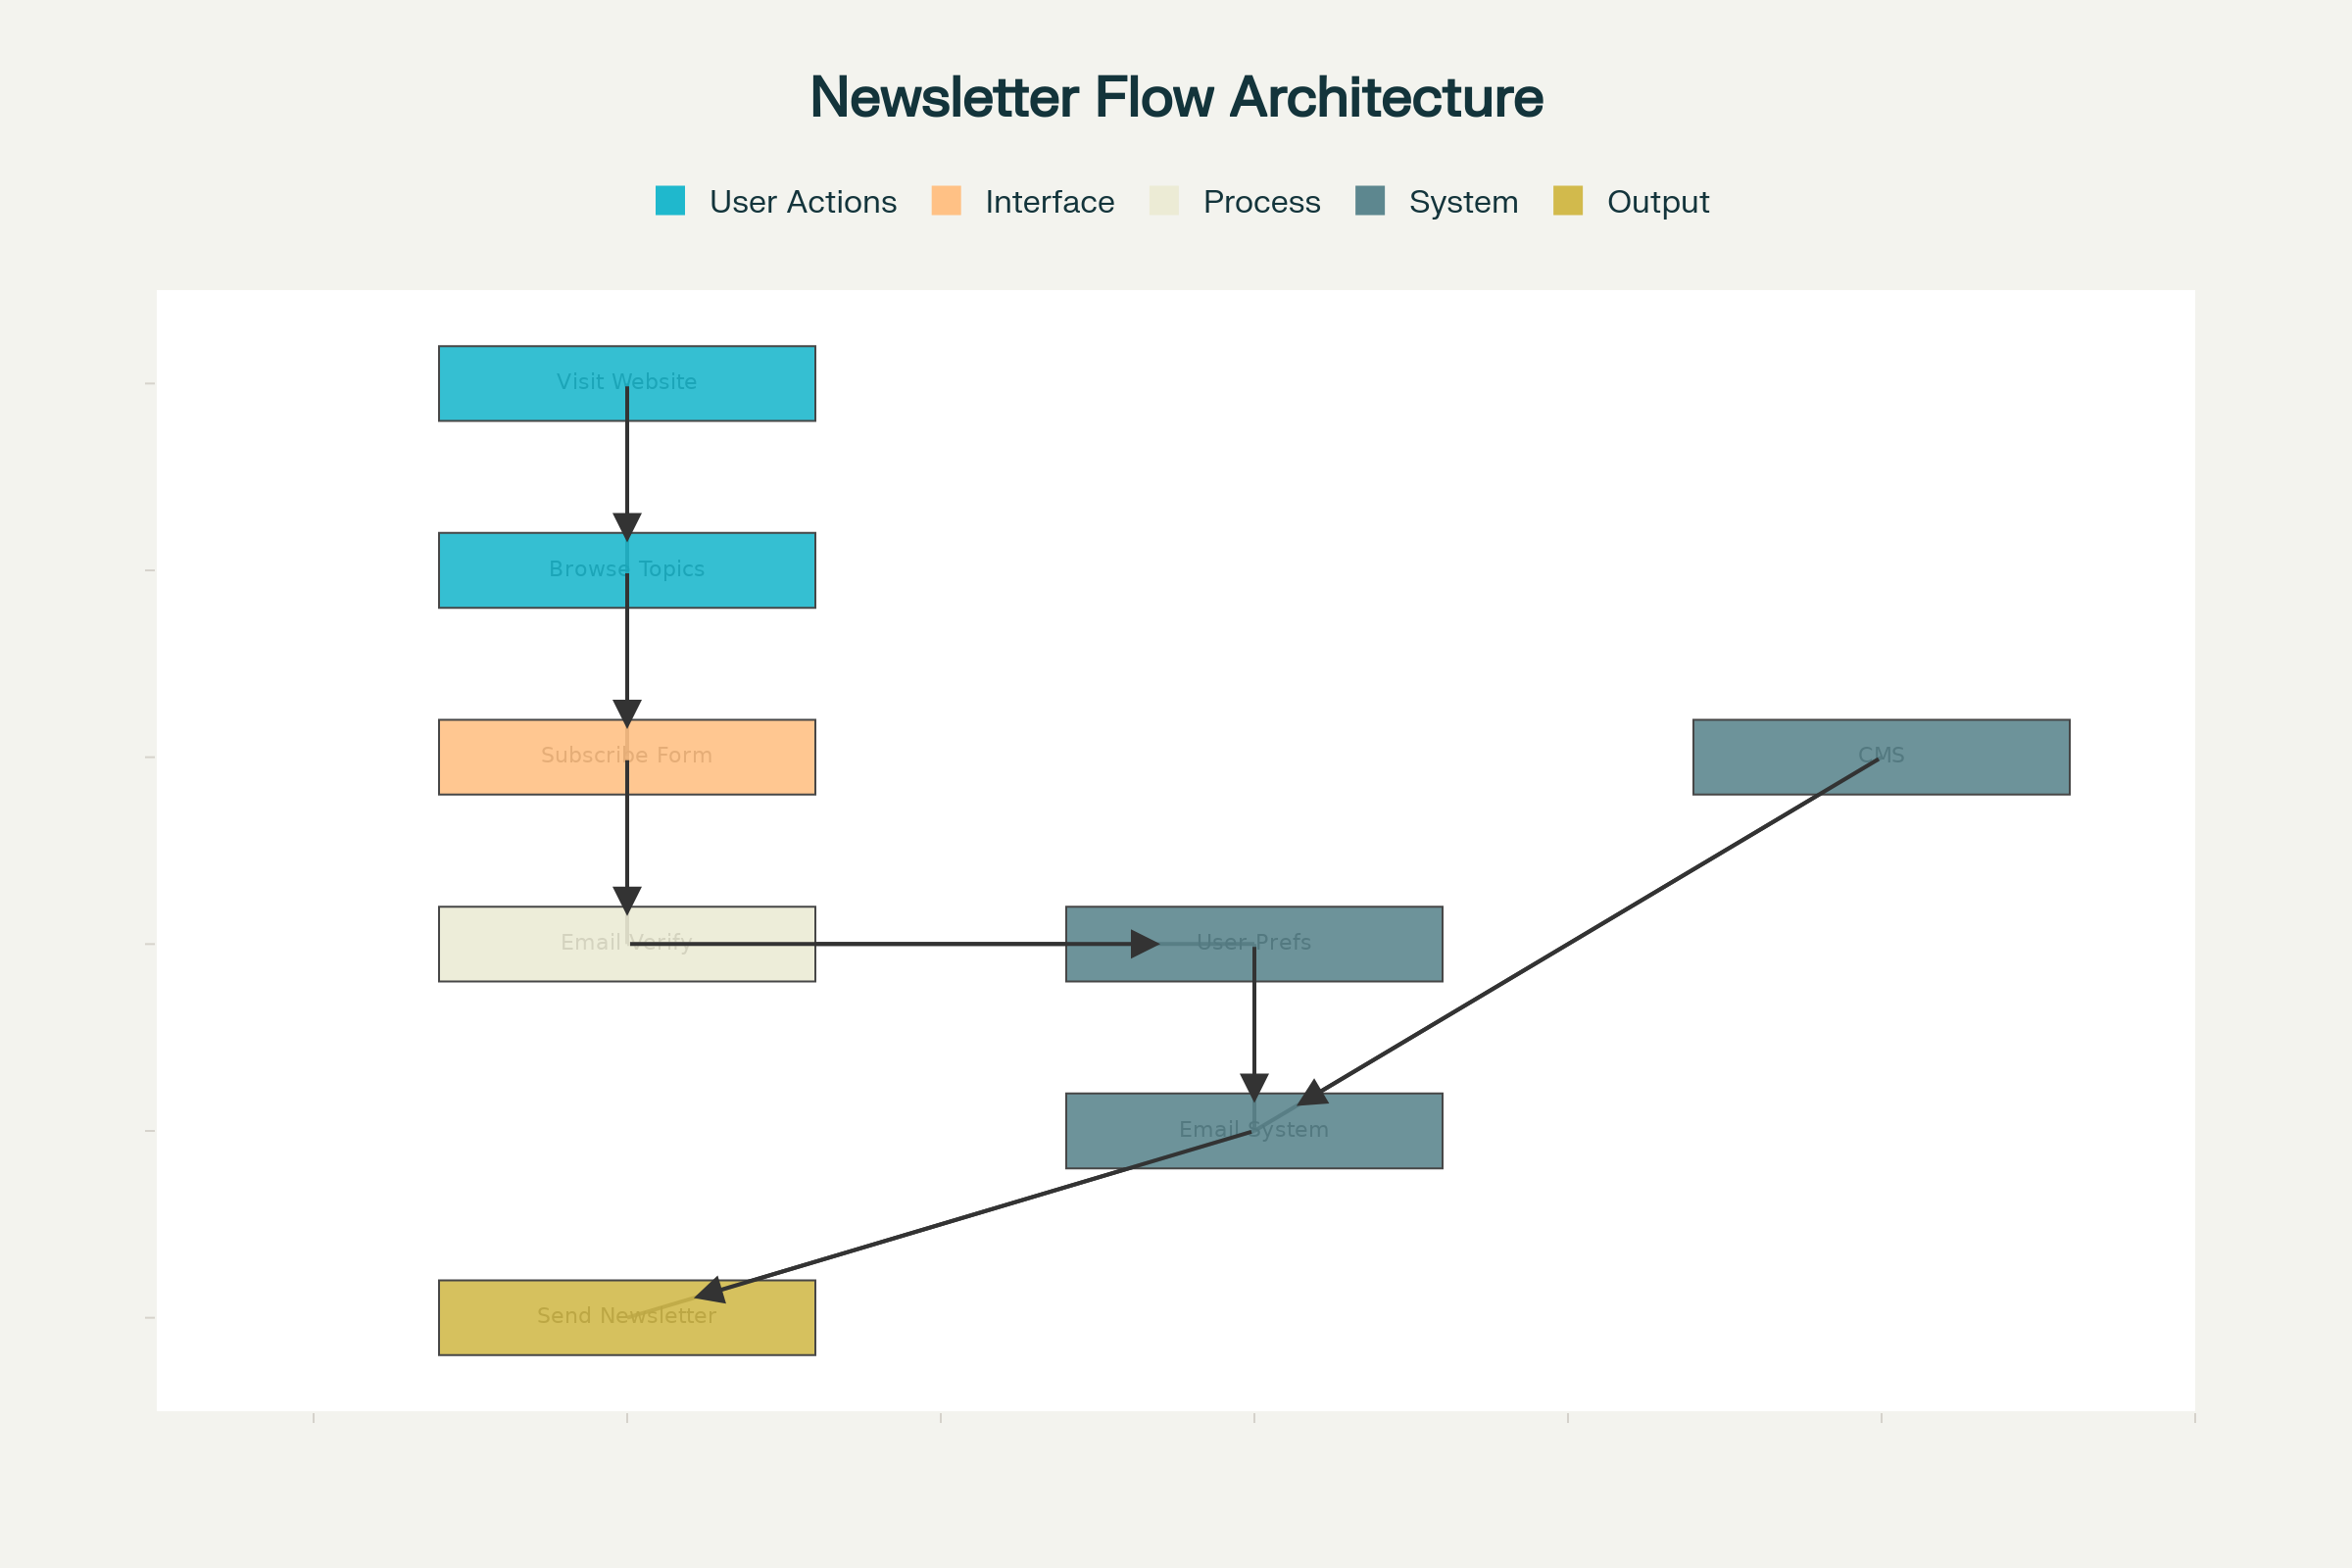 Newsletter Flow Architecture
User Actions Interface Process System Output
Visit Website
Browse Topics
Subscribe Form
CMS
Email Verify
User Prefs
Email System
Send Newsletter